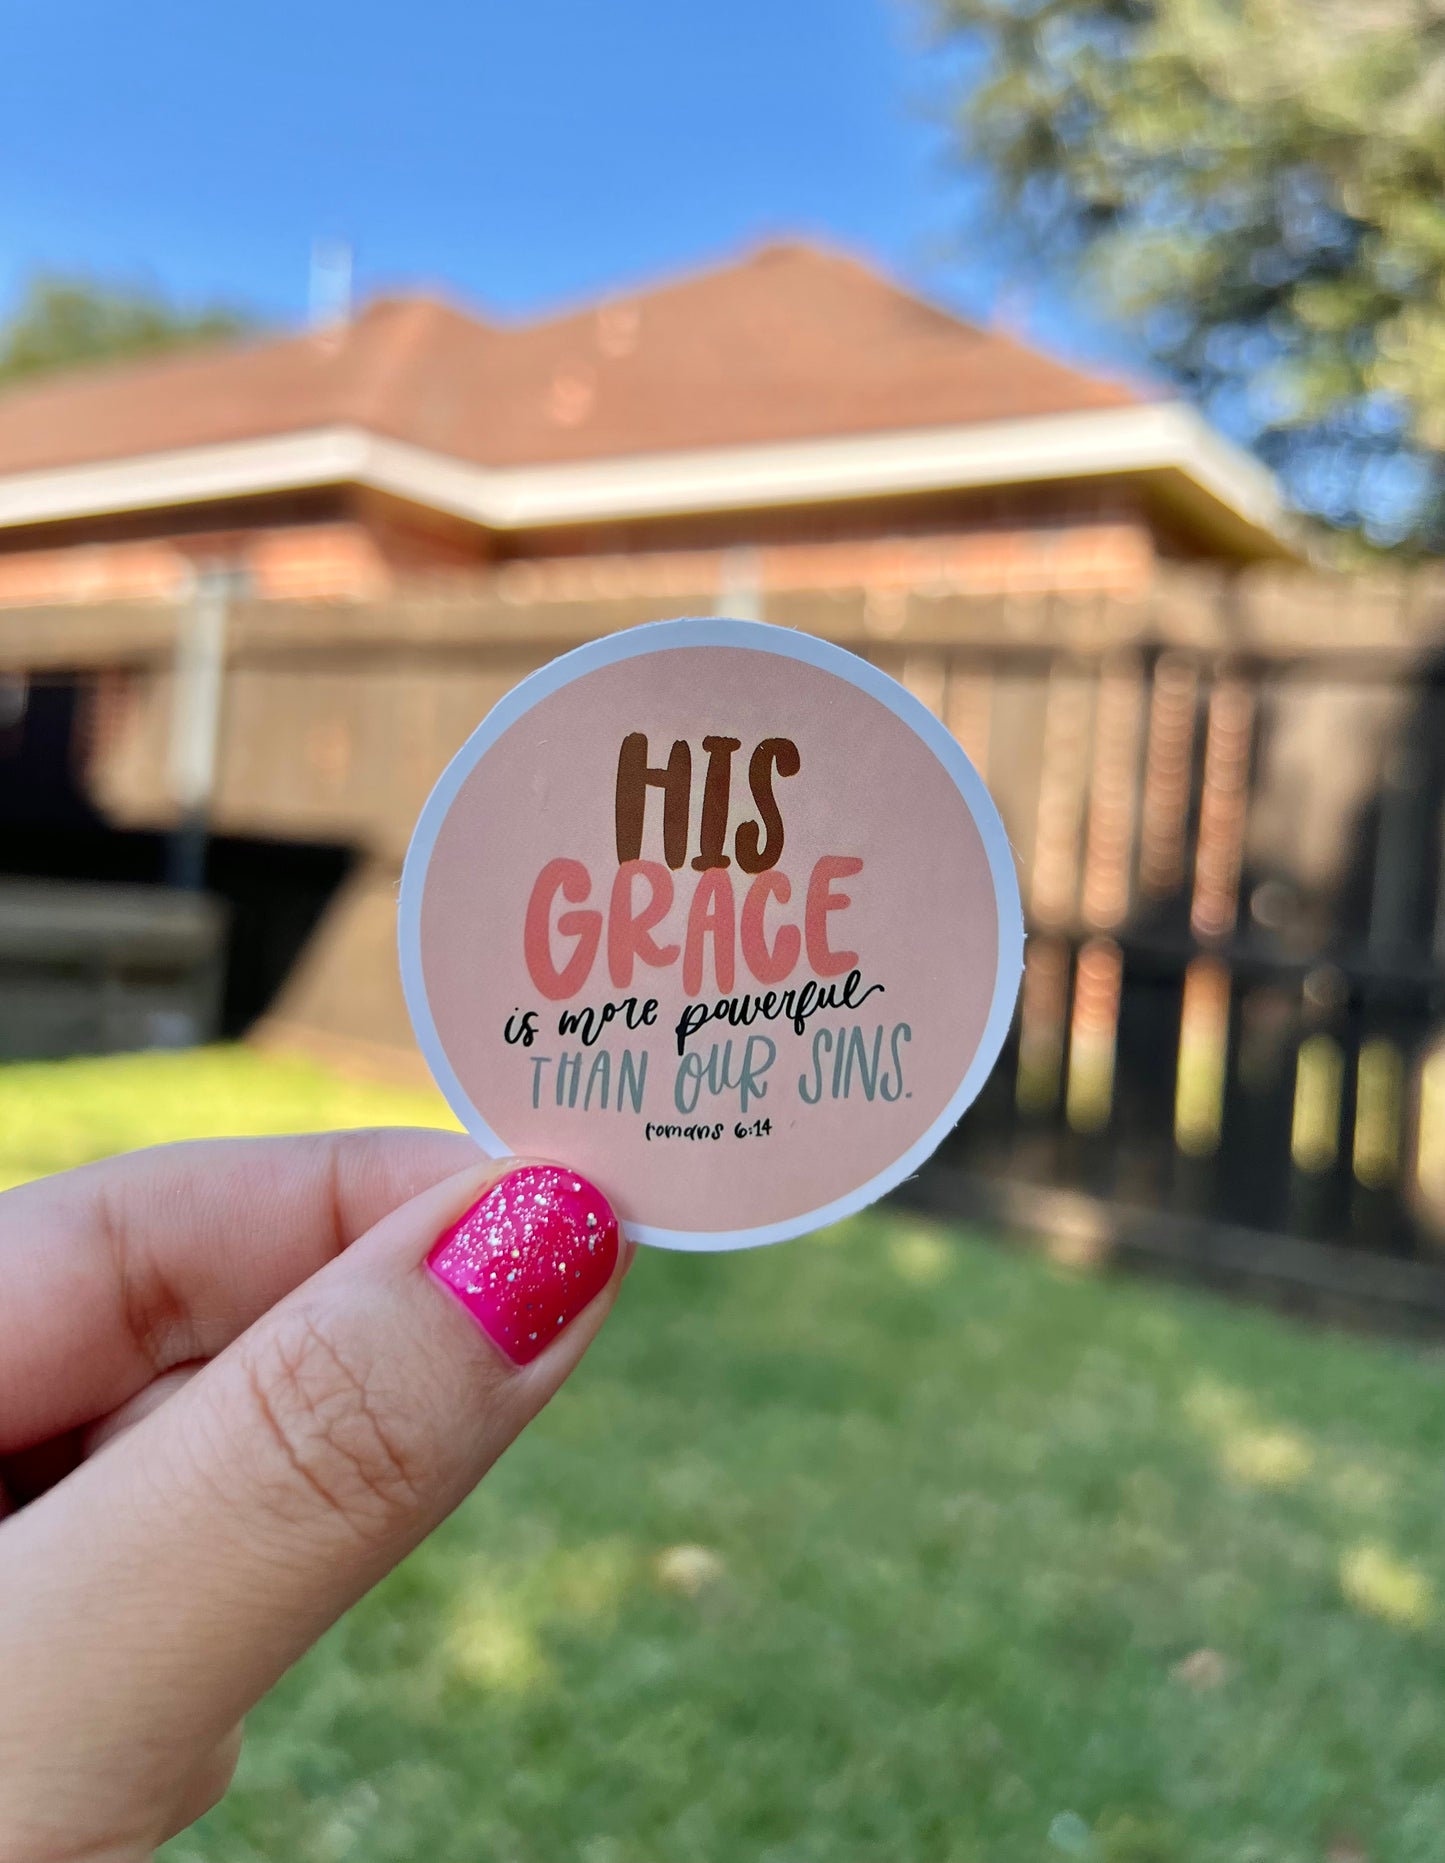 HIS
GRACE
is more powerful
THAN OUR SINS.
romans 6:14